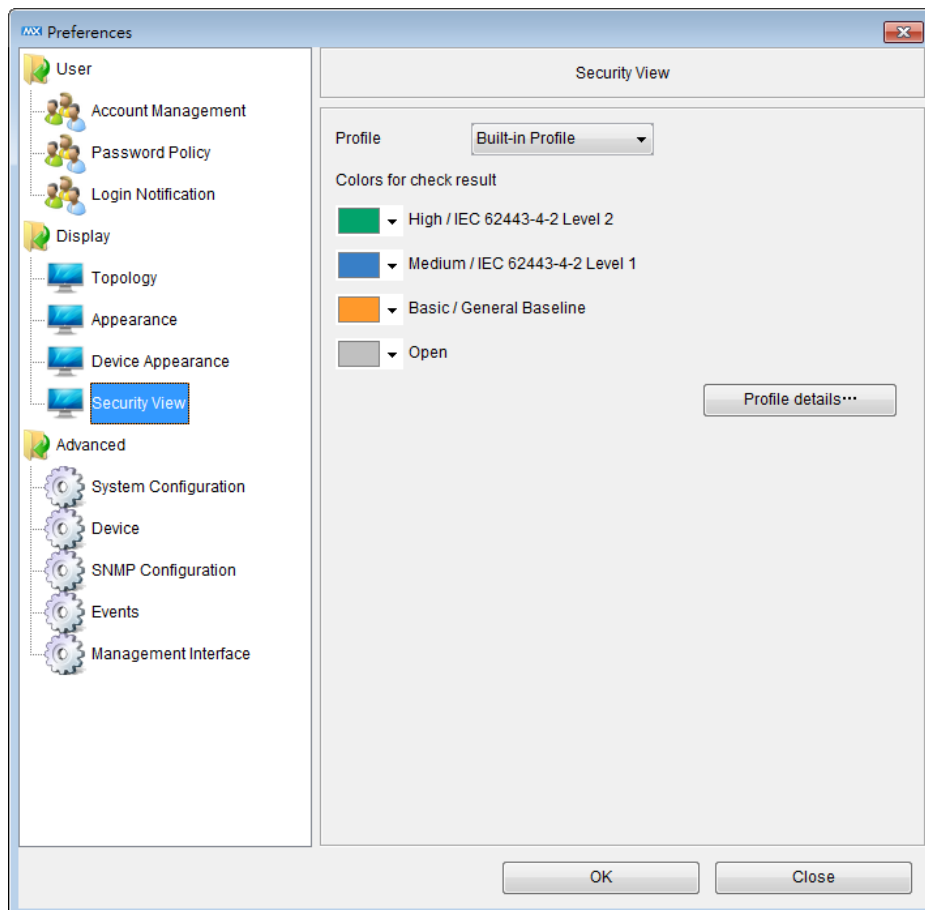 MX Preferences
User
Account Management
Password Policy
Login Notification
Display
Topology
Appearance
Device Appearance
Security View
Advanced
System Configuration
Device
SNMP Configuration
Events
Management Interface
Security View
Profile Built-in Profile
Colors for check result
High / IEC 62443-4-2 Level 2
Medium / IEC 62443-4-2 Level 1
Basic / General Baseline
Open
Profile details···
OK Close